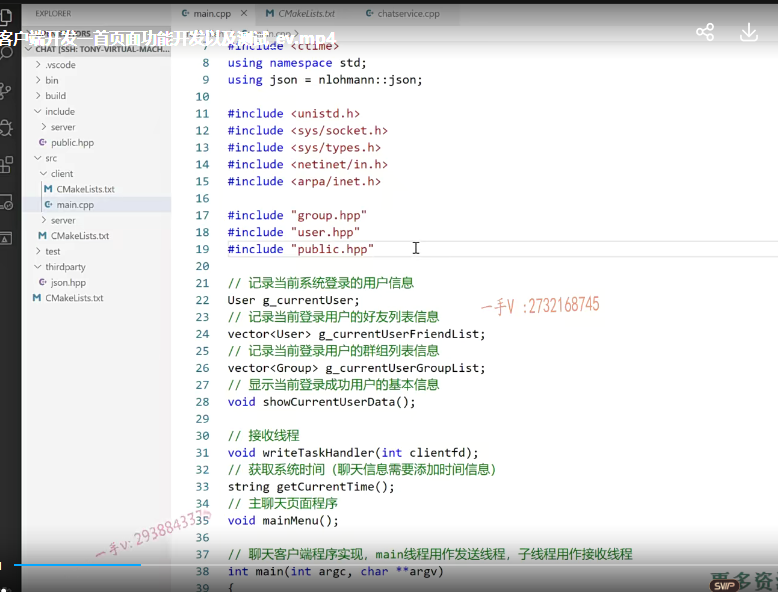 EXPLORER
main.cpp ×
CMakeLists.txt
chatservice.cpp
客户端开发—首页面功能开发以及测试_ev.mp4
CHAT [SSH: TONY-VIRTUAL-MACH...
.vscode
bin
build
include
server
public.hpp
src
client
CMakeLists.txt
main.cpp
server
CMakeLists.txt
test
thirdparty
json.hpp
CMakeLists.txt
7 #include <ctime>
8 using namespace std;
9 using json = nlohmann::json;
10
11 #include <unistd.h>
12 #include <sys/socket.h>
13 #include <sys/types.h>
14 #include <netinet/in.h>
15 #include <arpa/inet.h>
16
17 #include "group.hpp"
18 #include "user.hpp"
19 #include "public.hpp"
20
21 // 记录当前系统登录的用户信息
22 User g_currentUser;
23 // 记录当前登录用户的好友列表信息
24 vector<User> g_currentUserFriendList;
25 // 记录当前登录用户的群组列表信息
26 vector<Group> g_currentUserGroupList;
27 // 显示当前登录成功用户的基本信息
28 void showCurrentUserData();
29
30 // 接收线程
31 void writeTaskHandler(int clientfd);
32 // 获取系统时间（聊天信息需要添加时间信息）
33 string getCurrentTime();
34 // 主聊天页面程序
35 void mainMenu();
36
37 // 聊天客户端程序实现，main线程用作发送线程，子线程用作接收线程
38 int main(int argc, char **argv)
39 {
一手V :2732168745
一手v:
SVIP